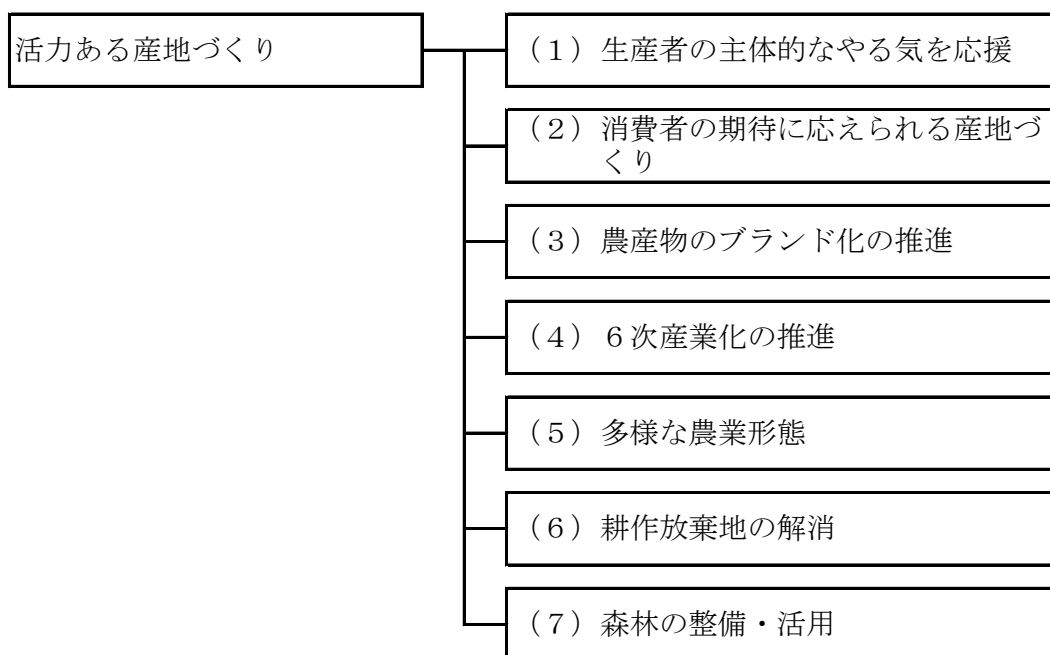 活力ある産地づくり
（１）生産者の主体的なやる気を応援
（２）消費者の期待に応えられる産地づ
くり
（３）農産物のブランド化の推進
（４）６次産業化の推進
（５）多様な農業形態
（６）耕作放棄地の解消
（７）森林の整備・活用